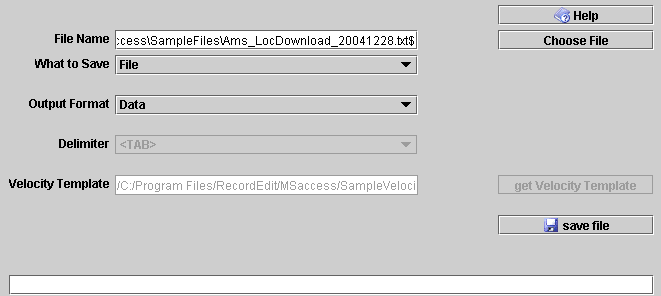 Help
File Name :cess\SampleFiles\Ams_LocDownload_20041228.txt$ Choose File
What to Save File
Output Format Data
Delimiter <TAB>
Velocity Template /C:/Program Files/RecordEdit/MSaccess/SampleVeloci get Velocity Template
save file